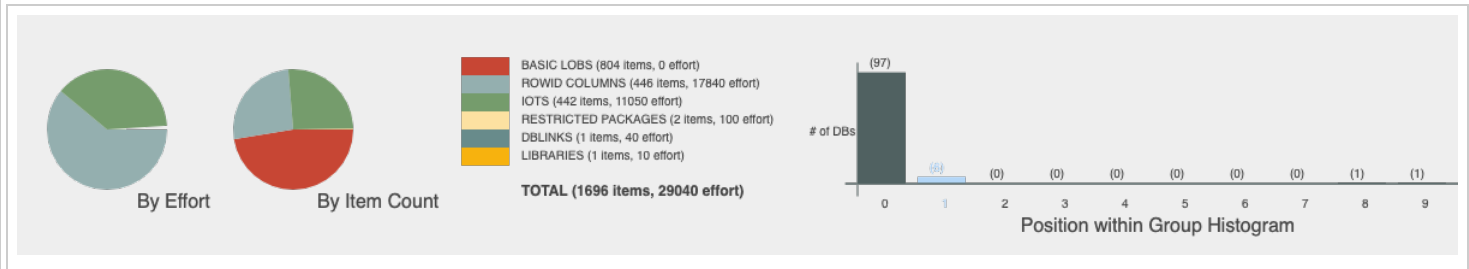 By Effort
By Item Count
BASIC LOBS (804 items, 0 effort)
ROWID COLUMNS (446 items, 17840 effort)
IOTS (442 items, 11050 effort)
RESTRICTED PACKAGES (2 items, 100 effort)
DBLINKS (1 items, 40 effort)
LIBRARIES (1 items, 10 effort)
TOTAL (1696 items, 29040 effort)
# of DBs
(97) (0) (0) (0) (0) (0) (0) (1) (1)
0 1 2 3 4 5 6 7 8 9
Position within Group Histogram